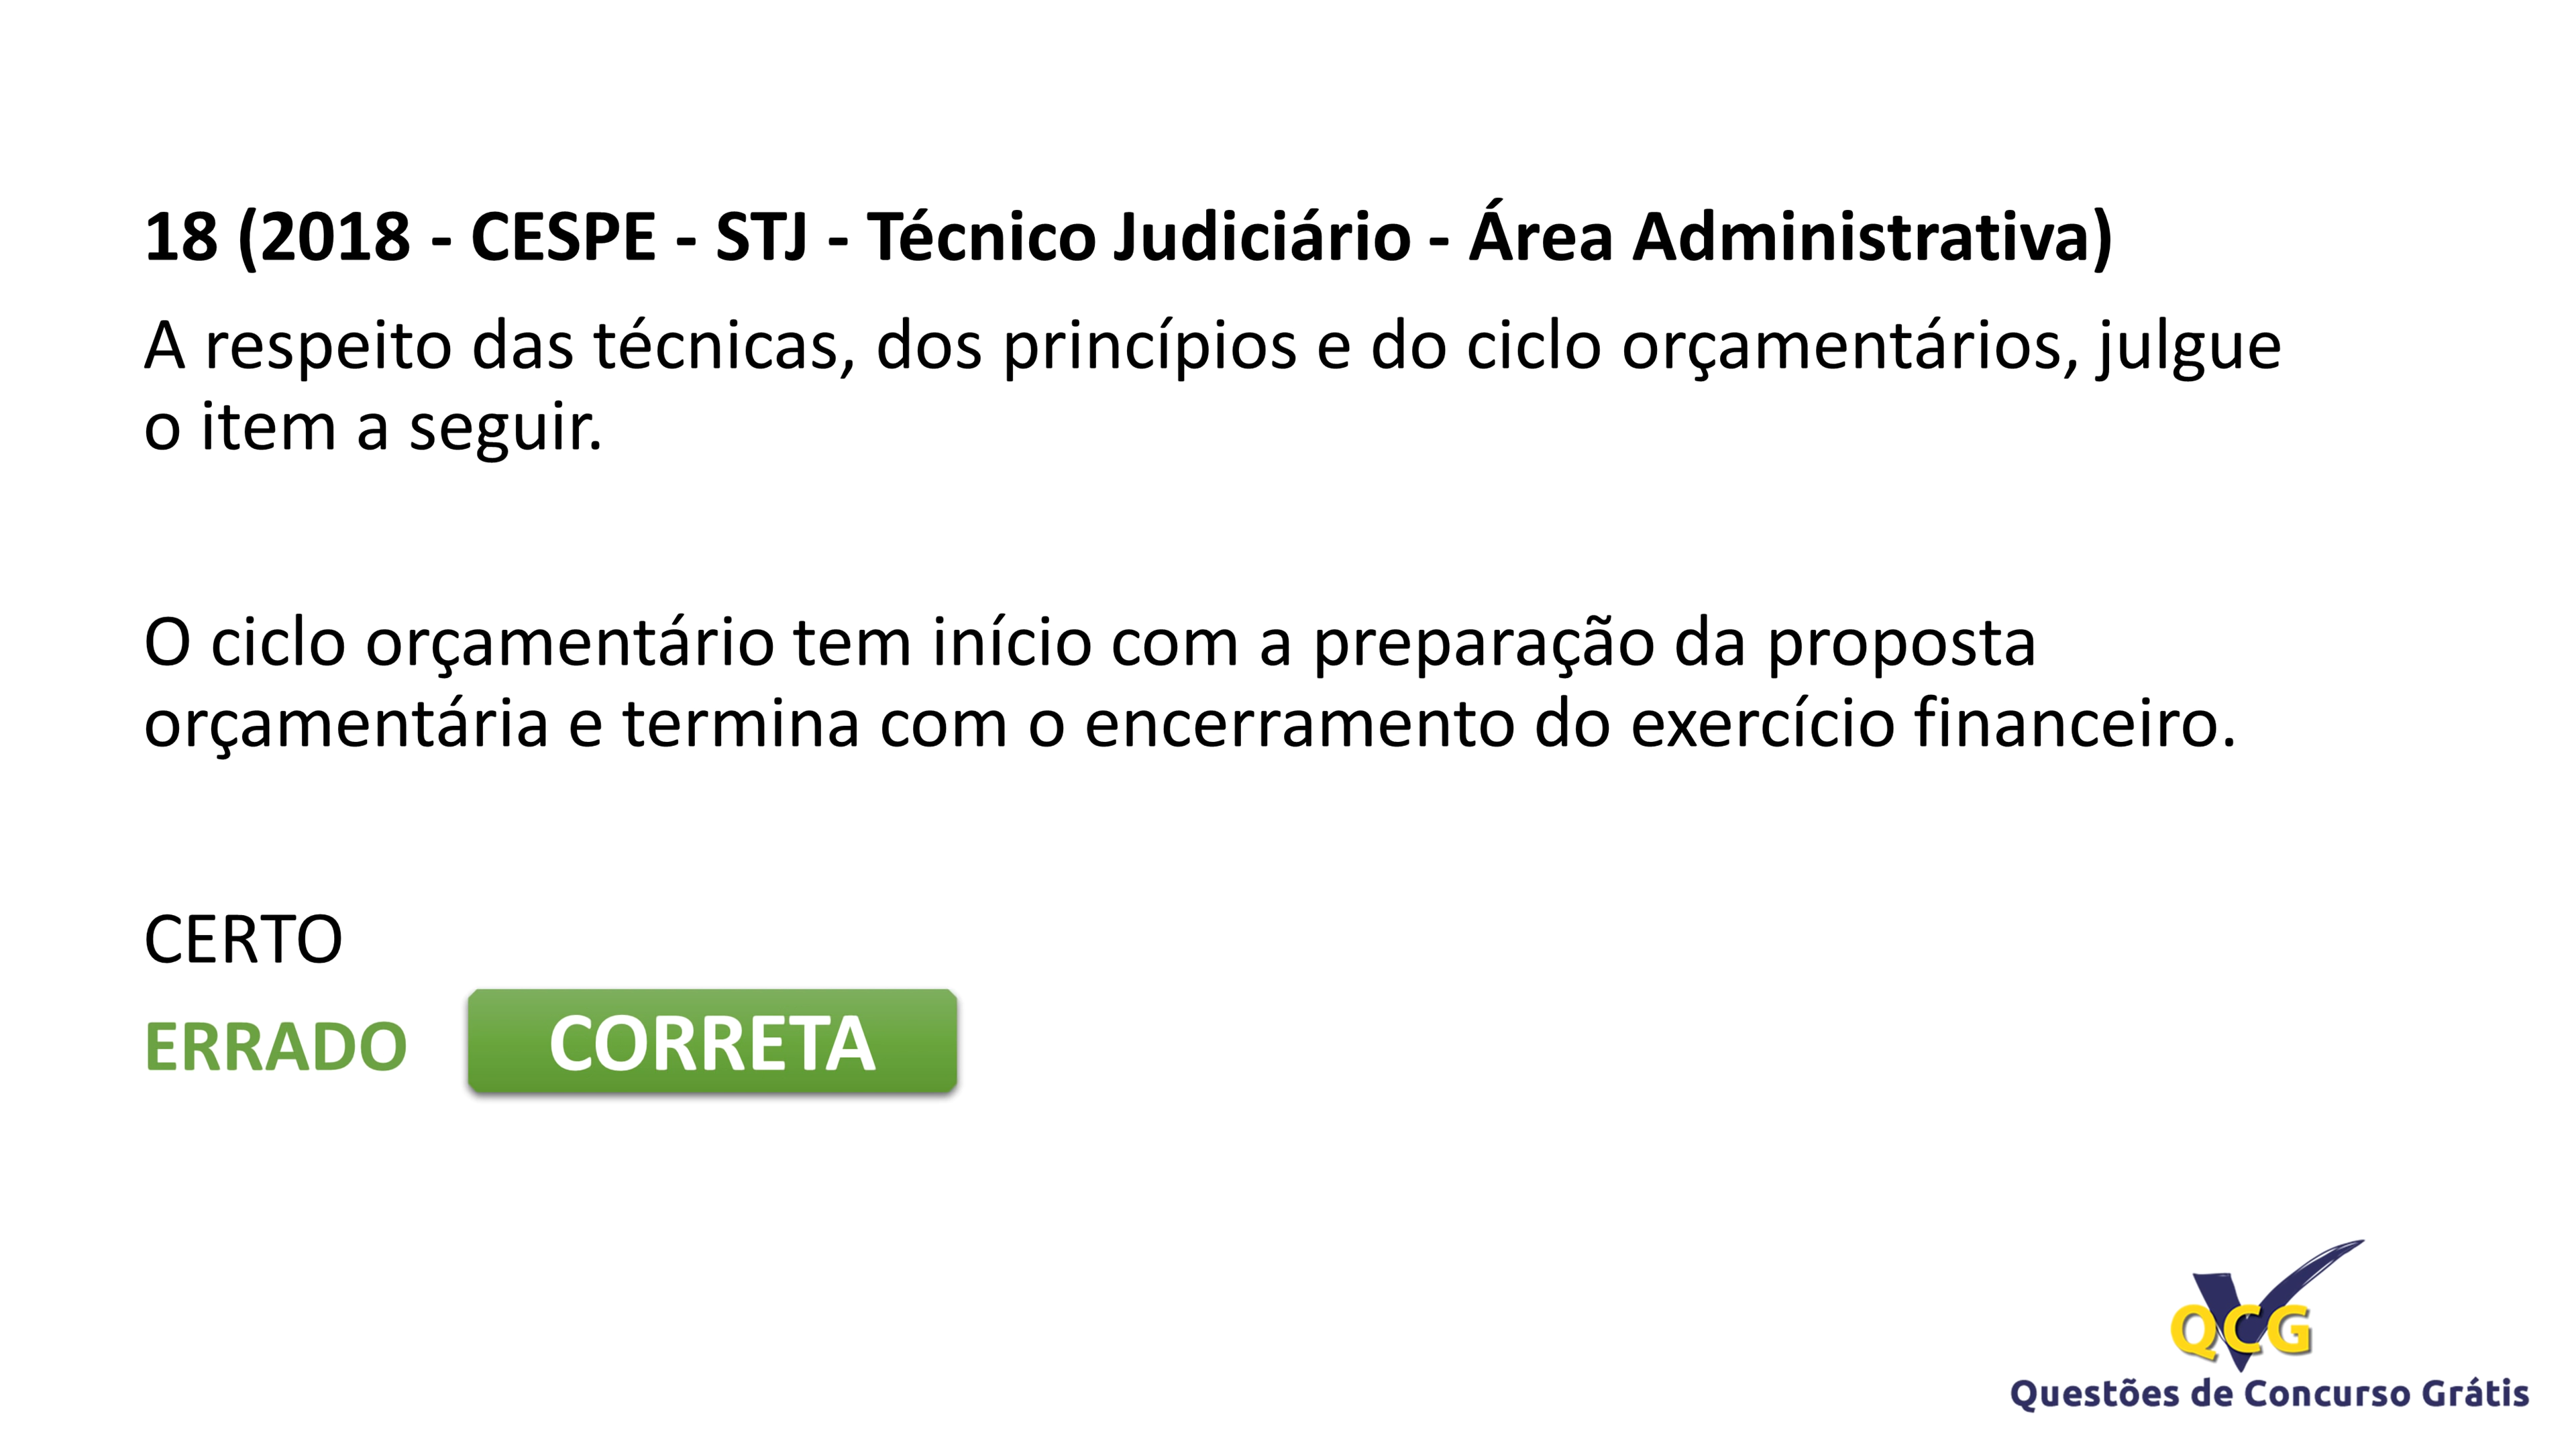 18 (2018 - CESPE - STJ - Técnico Judiciário - Área Administrativa)
A respeito das técnicas, dos princípios e do ciclo orçamentários, julgue
o item a seguir.
O ciclo orçamentário tem início com a preparação da proposta
orçamentária e termina com o encerramento do exercício financeiro.
CERTO
ERRADO CORRETA
QCG
Questões de Concurso Grátis